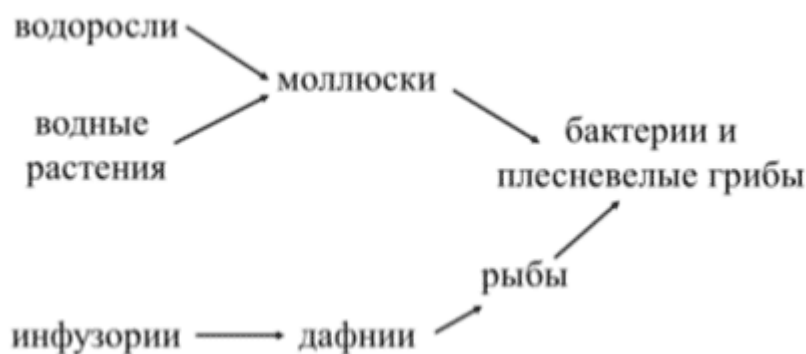 водоросли
моллюски
водные
растения
бактерии и
плесневелые грибы
рыбы
инфузории
дафнии